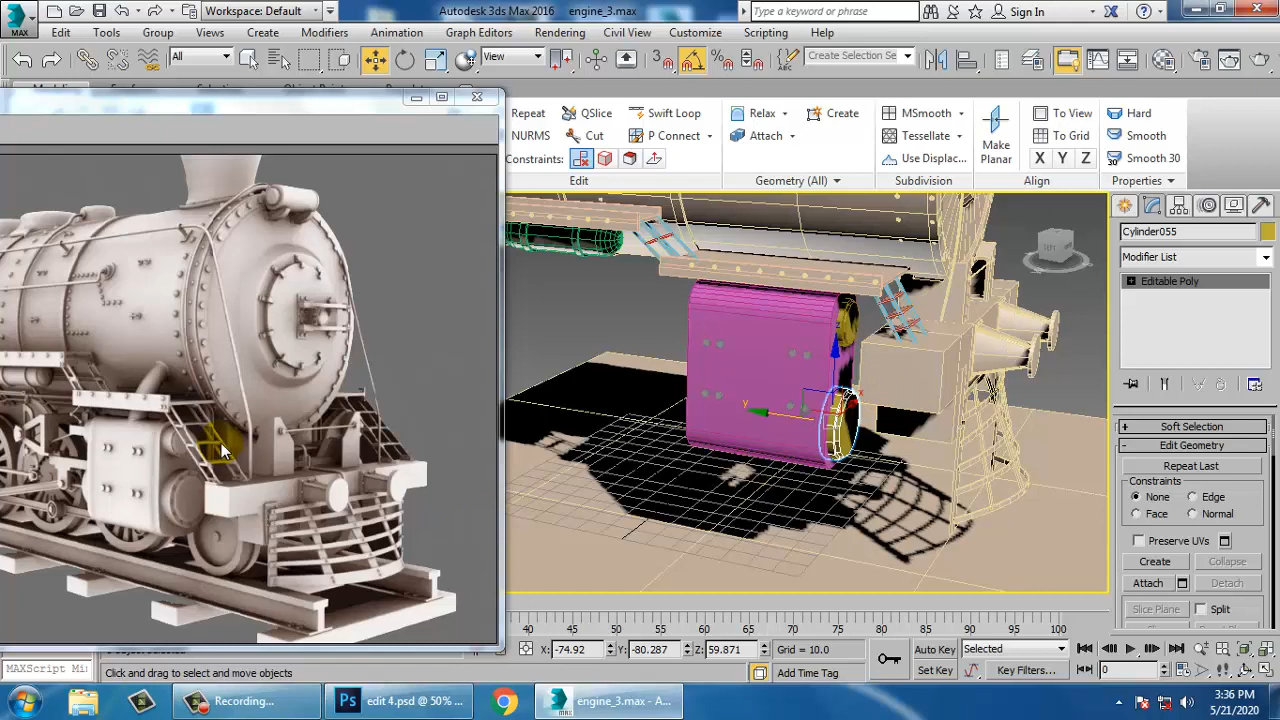 MAX
Workspace: Default
Autodesk 3ds Max 2016    engine_3.max
Type a keyword or phrase
Sign In
Edit Tools Group Views Create Modifiers Animation Graph Editors Rendering Civil View Customize Scripting Help
All
View
Create Selection Se
Repeat QSlice Swift Loop Relax Create MSmooth To View Hard
NURMS Cut P Connect Attach Tessellate To Grid Smooth
Constraints: Make Planar Use Displac... X Y Z Smooth 30
Edit Geometry (All) Subdivision Align Properties
Cylinder055
Modifier List
Editable Poly
Soft Selection
Edit Geometry
Repeat Last
Constraints
None Edge
Face Normal
Preserve UVs
Create Collapse
Attach Detach
Slice Plane Split
x
y
40 45 50 55 60 65 70 75 80 85 90 95 100
X: -74.92 Y: -80.287 Z: 59.871 Grid = 10.0
Auto Key Selected
Set Key Key Filters...
0
MAXScript Mi
Click and drag to select and move objects
Add Time Tag
Recording...
edit 4.psd @ 50% ...
engine_3.max - A...
3:36 PM
5/21/2020